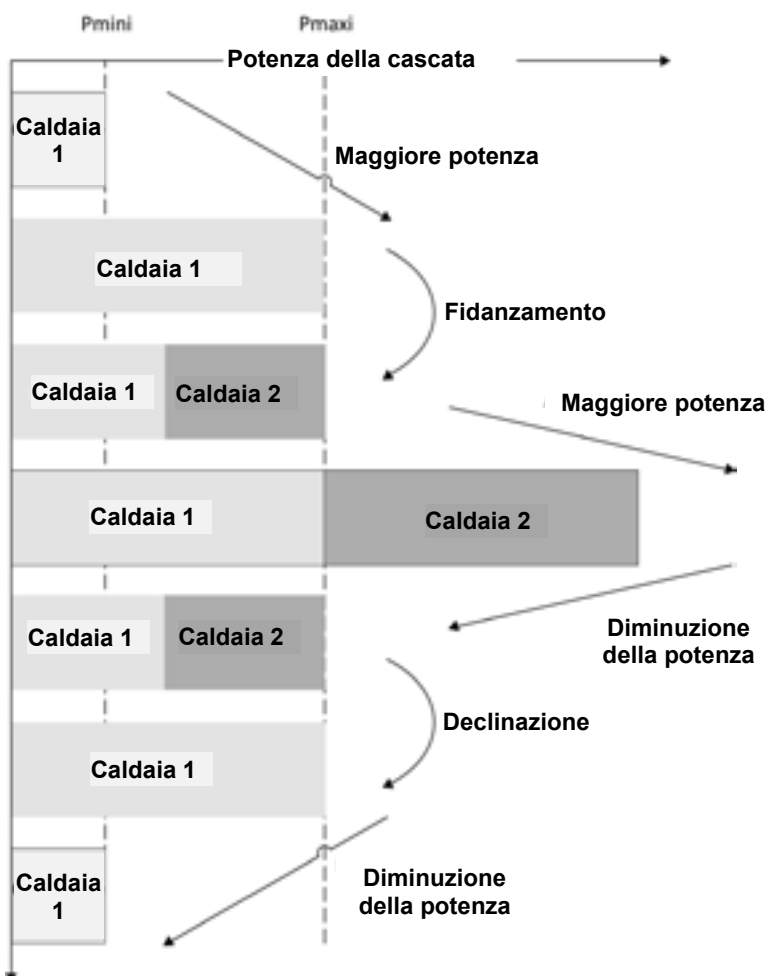 Pmini
Pmaxi
Potenza della cascata
Caldaia
1
Maggiore potenza
Caldaia 1
Fidanzamento
Caldaia 1
Caldaia 2
Maggiore potenza
Caldaia 1
Caldaia 2
Caldaia 1
Caldaia 2
Diminuzione
della potenza
Declinazione
Caldaia 1
Caldaia
1
Diminuzione
della potenza